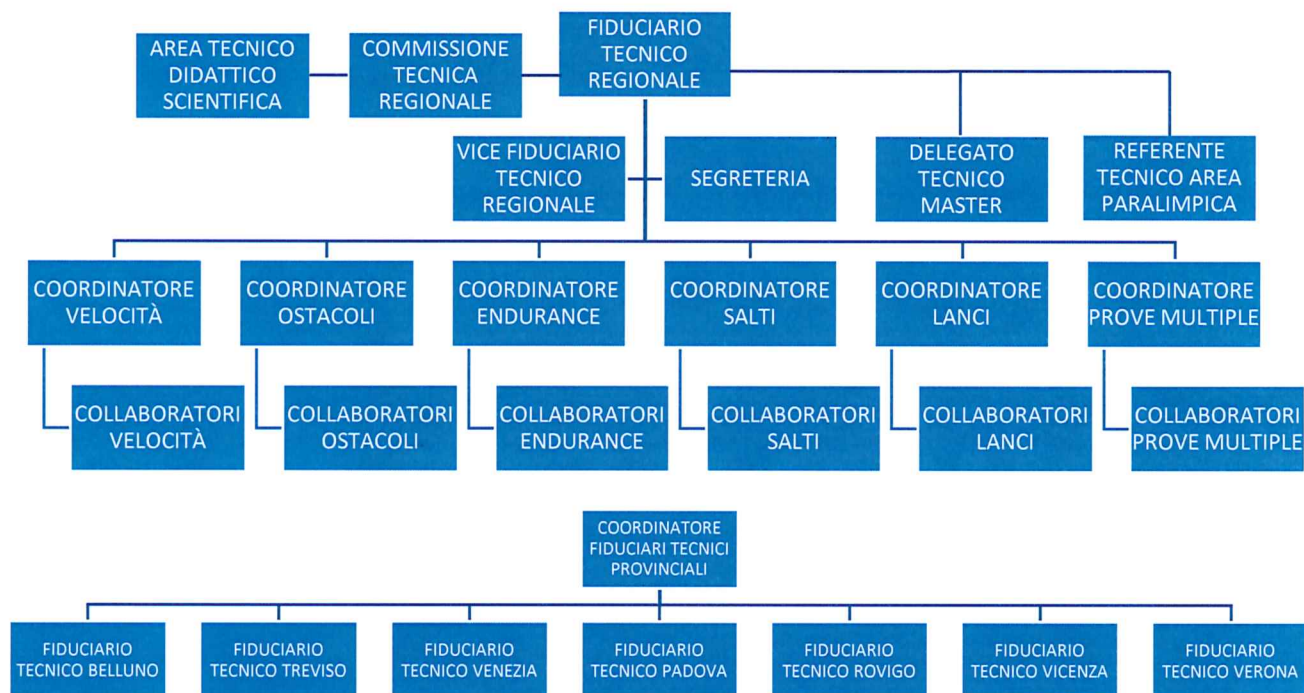 AREA TECNICO
DIDATTICO
SCIENTIFICA
COMMISSIONE
TECNICA
REGIONALE
FIDUCIARIO
TECNICO
REGIONALE
VICE FIDUCIARIO
TECNICO
REGIONALE
SEGRETERIA
DELEGATO
TECNICO
MASTER
REFERENTE
TECNICO AREA
PARALIMPICA
COORDINATORE
VELOCITÀ
COORDINATORE
OSTACOLI
COORDINATORE
ENDURANCE
COORDINATORE
SALTI
COORDINATORE
LANCI
COORDINATORE
PROVE MULTIPLE
COLLABORATORI
VELOCITÀ
COLLABORATORI
OSTACOLI
COLLABORATORI
ENDURANCE
COLLABORATORI
SALTI
COLLABORATORI
LANCI
COLLABORATORI
PROVE MULTIPLE
COORDINATORE
FIDUCIARI TECNICI
PROVINCIALI
FIDUCIARIO
TECNICO BELLUNO
FIDUCIARIO
TECNICO TREVISO
FIDUCIARIO
TECNICO VENEZIA
FIDUCIARIO
TECNICO PADOVA
FIDUCIARIO
TECNICO ROVIGO
FIDUCIARIO
TECNICO VICENZA
FIDUCIARIO
TECNICO VERONA